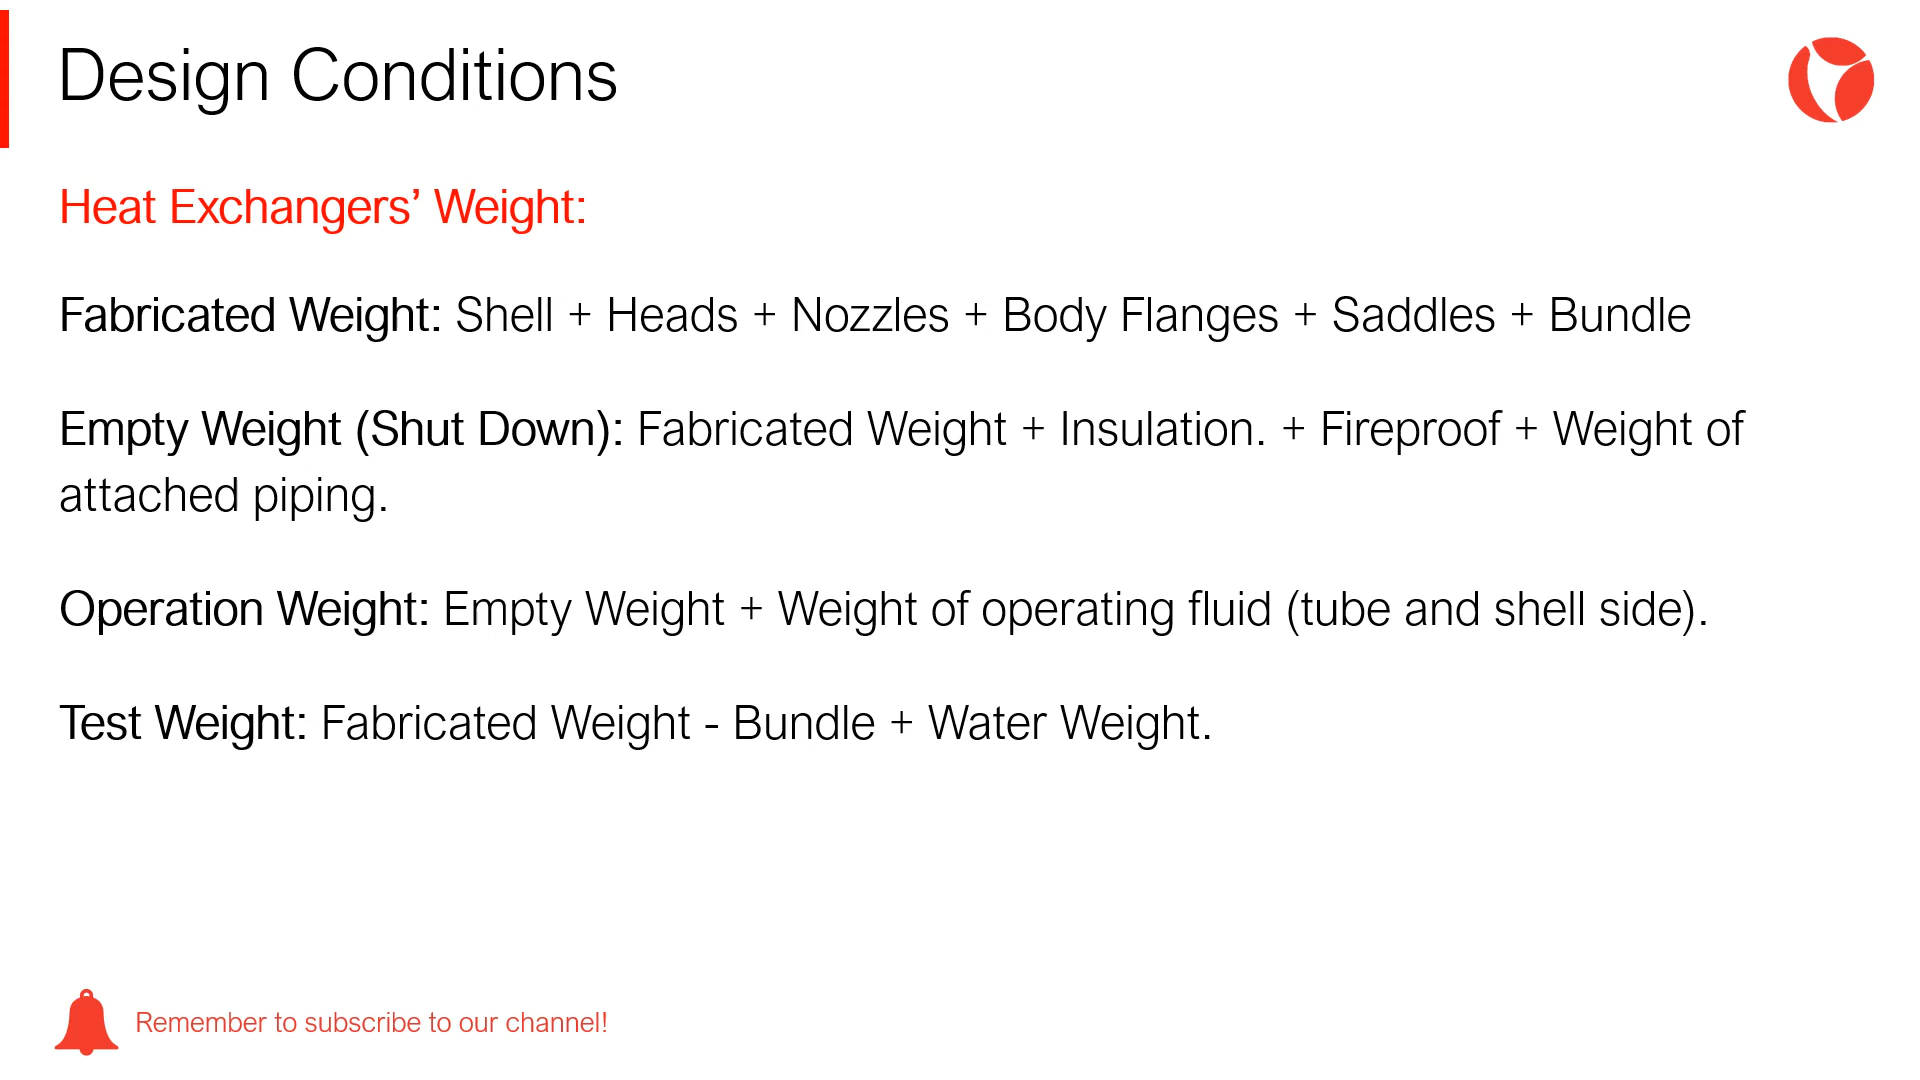 Design Conditions
Heat Exchangers’ Weight:
Fabricated Weight: Shell + Heads + Nozzles + Body Flanges + Saddles + Bundle
Empty Weight (Shut Down): Fabricated Weight + Insulation. + Fireproof + Weight of
attached piping.
Operation Weight: Empty Weight + Weight of operating fluid (tube and shell side).
Test Weight: Fabricated Weight - Bundle + Water Weight.
Remember to subscribe to our channel!